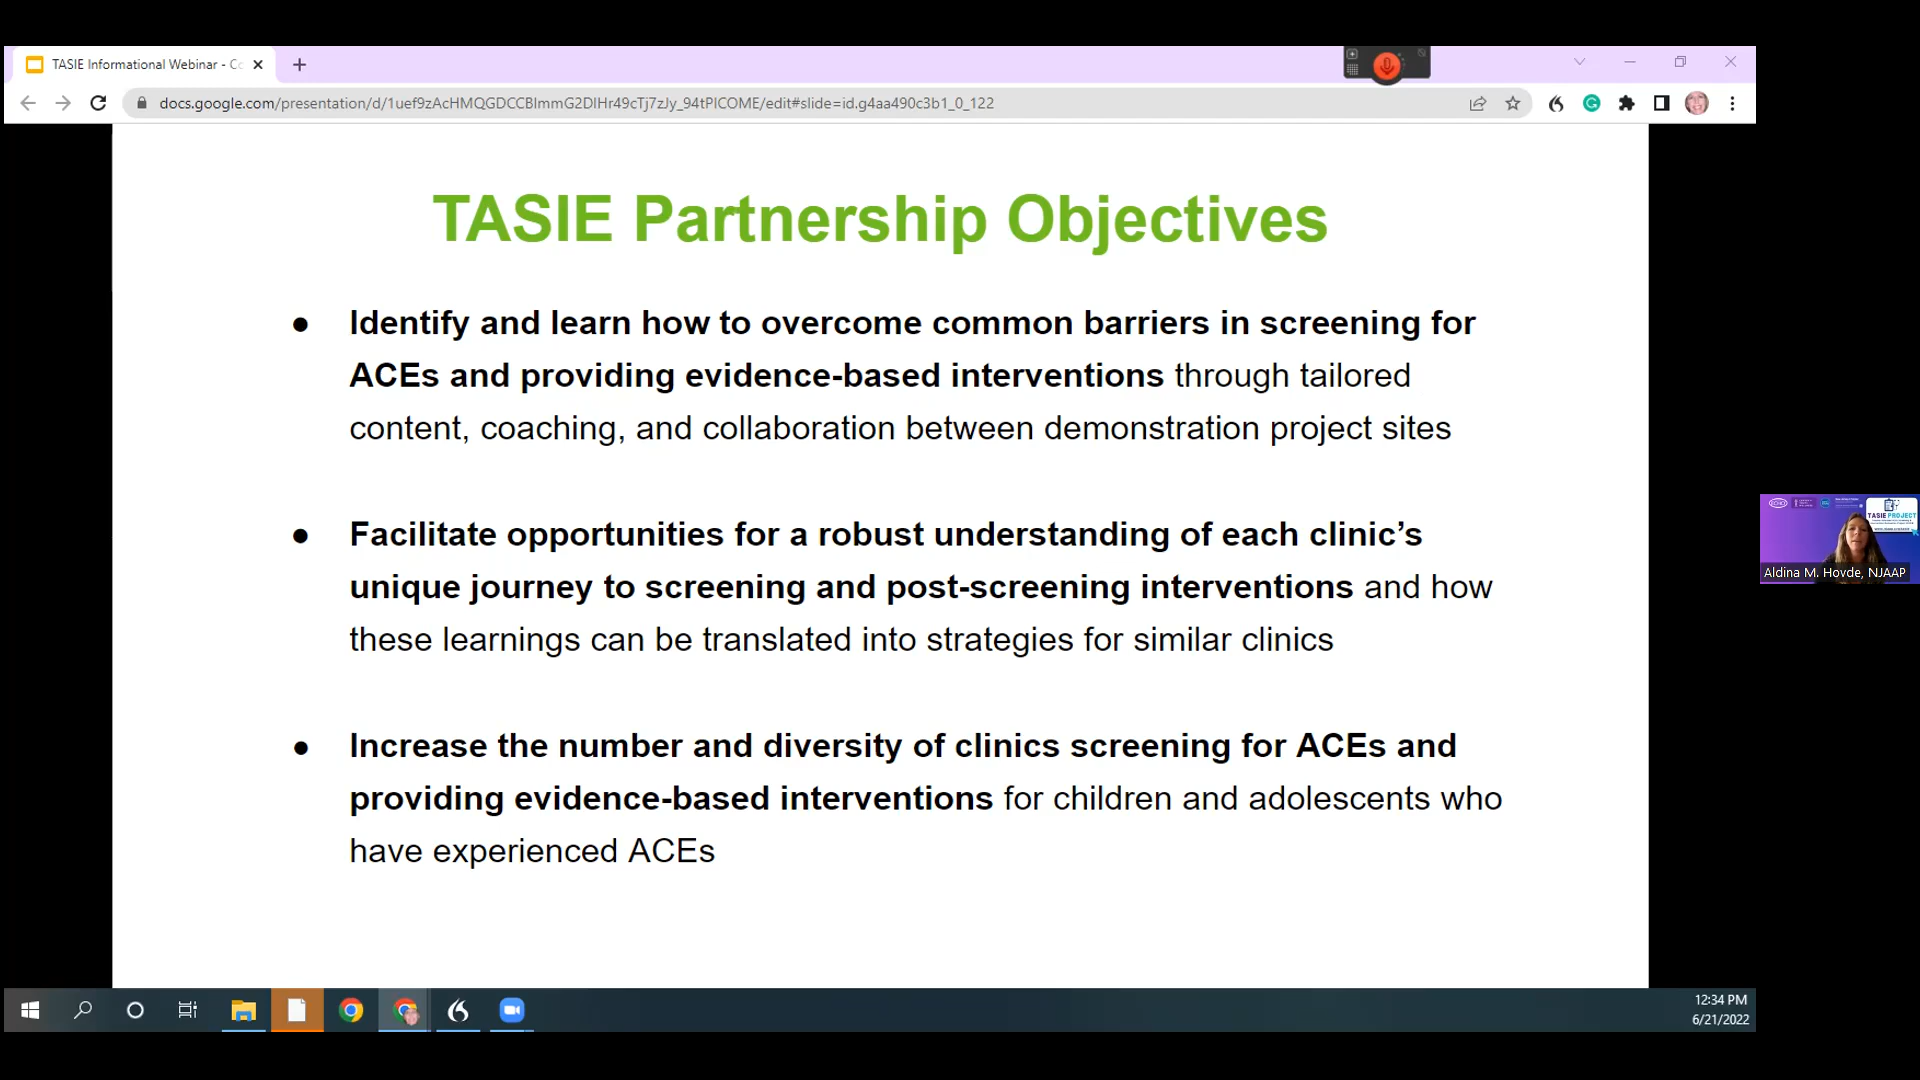 TASIE Informational Webinar - Co
docs.google.com/presentation/d/1uef9zAcHMQGDCCBlmmG2DIHr49cTj7zJy_94tPICOME/edit#slide=id.g4aa490c3b1_0_122
TASIE Partnership Objectives
● Identify and learn how to overcome common barriers in screening for
ACEs and providing evidence-based interventions through tailored
content, coaching, and collaboration between demonstration project sites
● Facilitate opportunities for a robust understanding of each clinic’s
unique journey to screening and post-screening interventions and how
these learnings can be translated into strategies for similar clinics
● Increase the number and diversity of clinics screening for ACEs and
providing evidence-based interventions for children and adolescents who
have experienced ACEs
TASIE PROJECT
Aldina M. Hovde, NJAAP
12:34 PM
6/21/2022